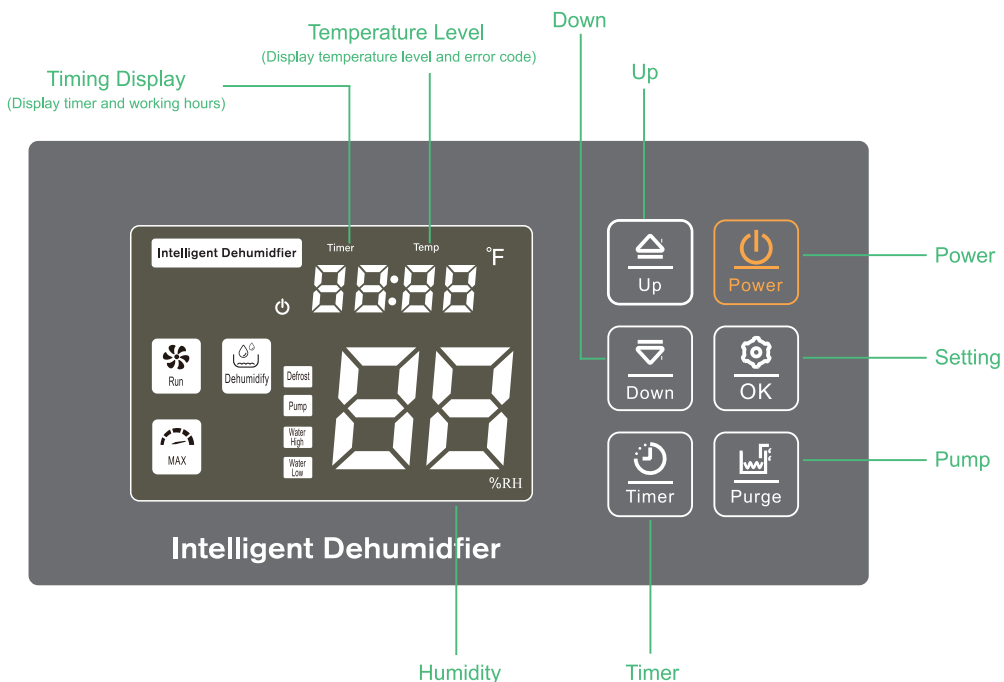 Down
Temperature Level
(Display temperature level and error code)
Up
Timing Display
(Display timer and working hours)
Intelligent Dehumidfier
Timer
Temp
°F
88:88
Up
Power
Power
Run
Dehumidify
Defrost
Pump
Water
High
Water
Low
MAX
88
%RH
Down
OK
Setting
Timer
Purge
Pump
Intelligent Dehumidfier
Humidity
Timer